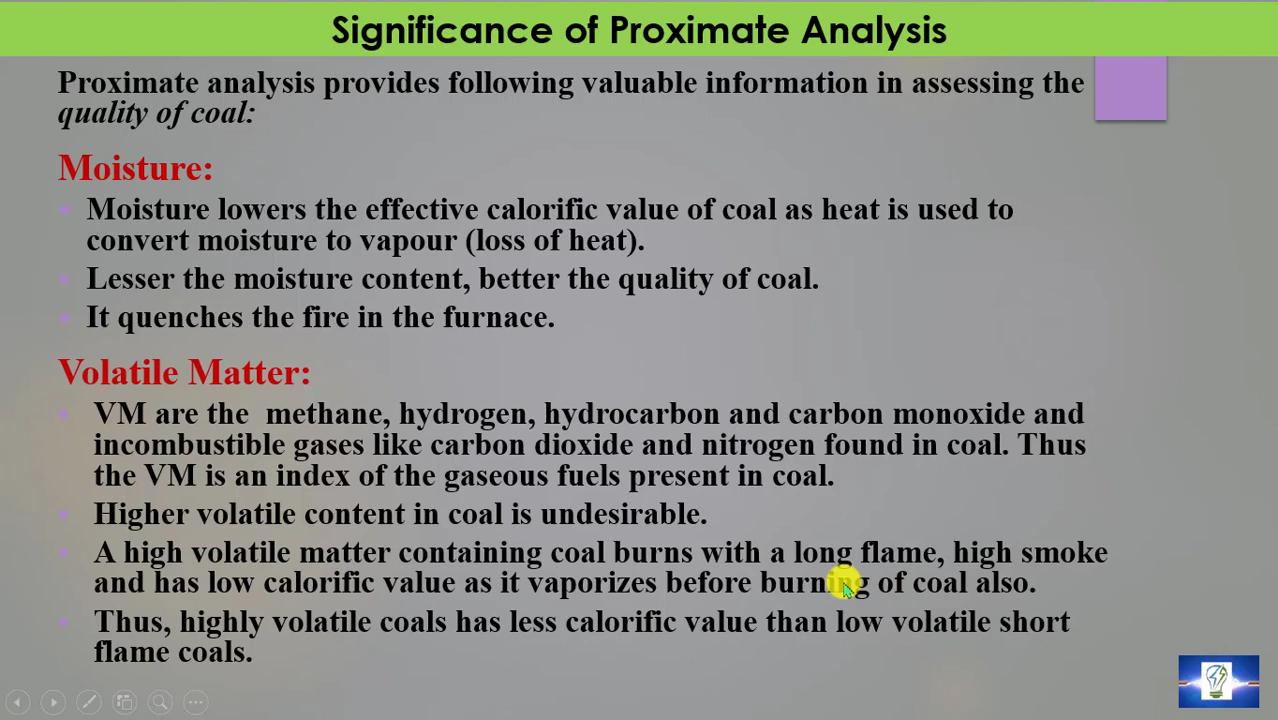 Significance of Proximate Analysis
Proximate analysis provides following valuable information in assessing the
quality of coal:
Moisture:
Moisture lowers the effective calorific value of coal as heat is used to
convert moisture to vapour (loss of heat).
Lesser the moisture content, better the quality of coal.
It quenches the fire in the furnace.
Volatile Matter:
VM are the methane, hydrogen, hydrocarbon and carbon monoxide and
incombustible gases like carbon dioxide and nitrogen found in coal. Thus
the VM is an index of the gaseous fuels present in coal.
Higher volatile content in coal is undesirable.
A high volatile matter containing coal burns with a long flame, high smoke
and has low calorific value as it vaporizes before burning of coal also.
Thus, highly volatile coals has less calorific value than low volatile short
flame coals.